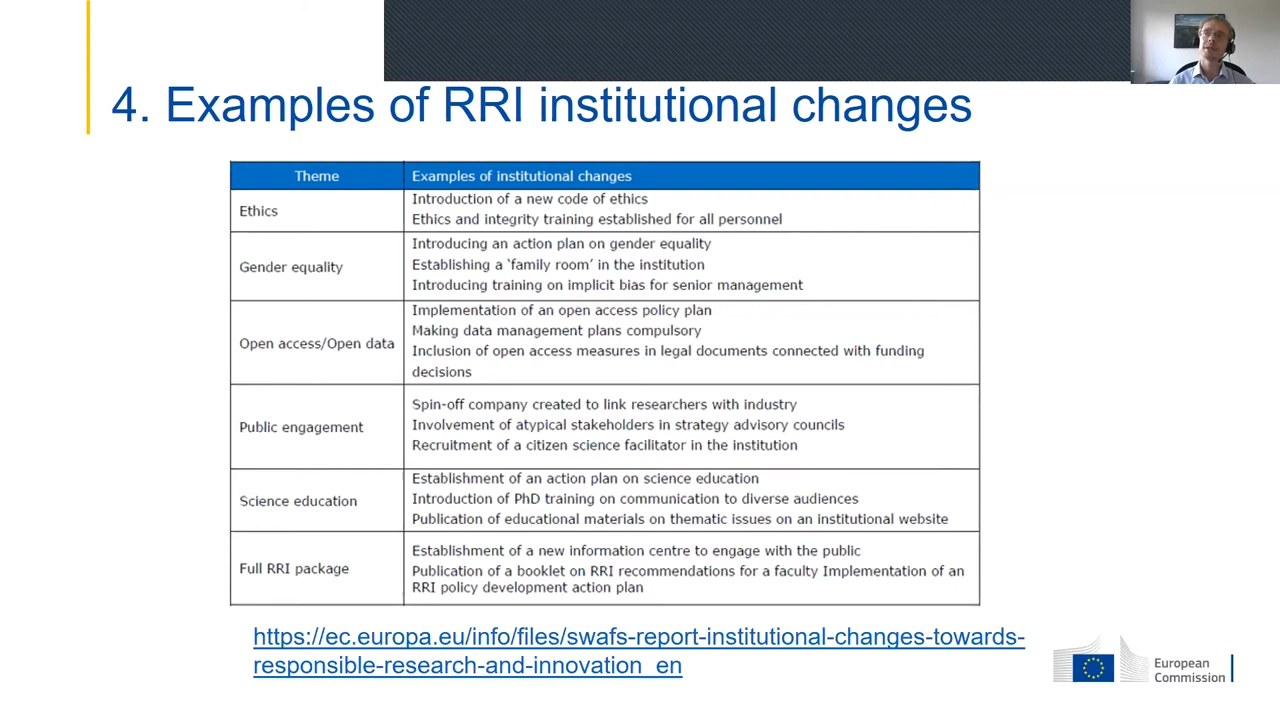 4. Examples of RRI institutional changes
Theme
Examples of institutional changes
Ethics
Introduction of a new code of ethics
Ethics and integrity training established for all personnel
Gender equality
Introducing an action plan on gender equality
Establishing a ‘family room’ in the institution
Introducing training on implicit bias for senior management
Open access/Open data
Implementation of an open access policy plan
Making data management plans compulsory
Inclusion of open access measures in legal documents connected with funding
decisions
Public engagement
Spin-off company created to link researchers with industry
Involvement of atypical stakeholders in strategy advisory councils
Recruitment of a citizen science facilitator in the institution
Science education
Establishment of an action plan on science education
Introduction of PhD training on communication to diverse audiences
Publication of educational materials on thematic issues on an institutional website
Full RRI package
Establishment of a new information centre to engage with the public
Publication of a booklet on RRI recommendations for a faculty Implementation of an
RRI policy development action plan
https://ec.europa.eu/info/files/swafs-report-institutional-changes-towards-
responsible-research-and-innovation_en
European
Commission